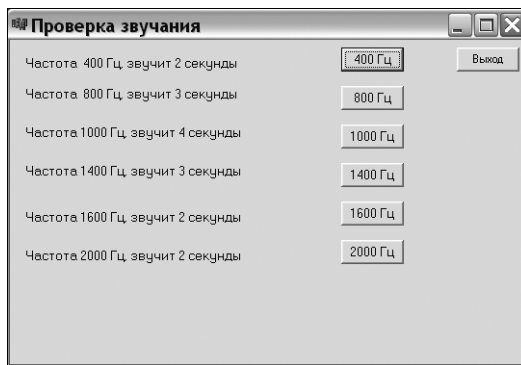 Проверка звучания
Частота 400 Гц, звучит 2 секунды 400 Гц Выход
Частота 800 Гц, звучит 3 секунды 800 Гц
Частота 1000 Гц, звучит 4 секунды 1000 Гц
Частота 1400 Гц, звучит 3 секунды 1400 Гц
Частота 1600 Гц, звучит 2 секунды 1600 Гц
Частота 2000 Гц, звучит 2 секунды 2000 Гц